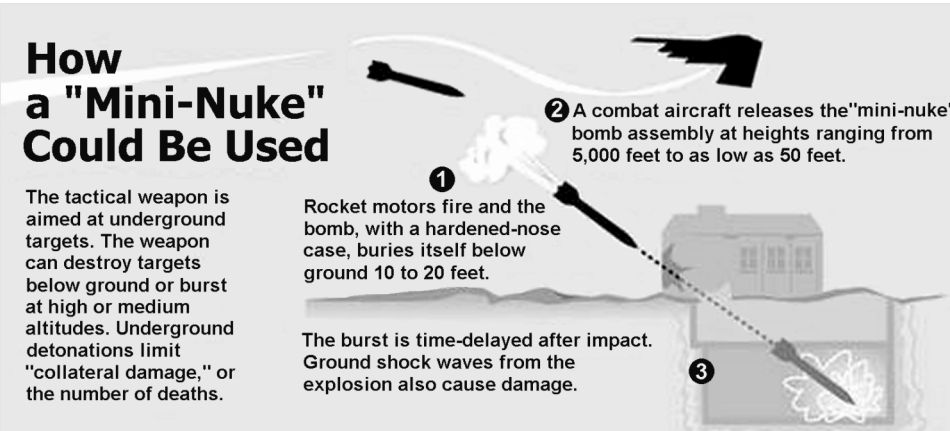 How
a "Mini-Nuke"
Could Be Used
The tactical weapon is
aimed at underground
targets. The weapon
can destroy targets
below ground or burst
at high or medium
altitudes. Underground
detonations limit
"collateral damage," or
the number of deaths.
1
Rocket motors fire and the
bomb, with a hardened-nose
case, buries itself below
ground 10 to 20 feet.
2 A combat aircraft releases the"mini-nuke"
bomb assembly at heights ranging from
5,000 feet to as low as 50 feet.
The burst is time-delayed after impact.
Ground shock waves from the
explosion also cause damage.
3